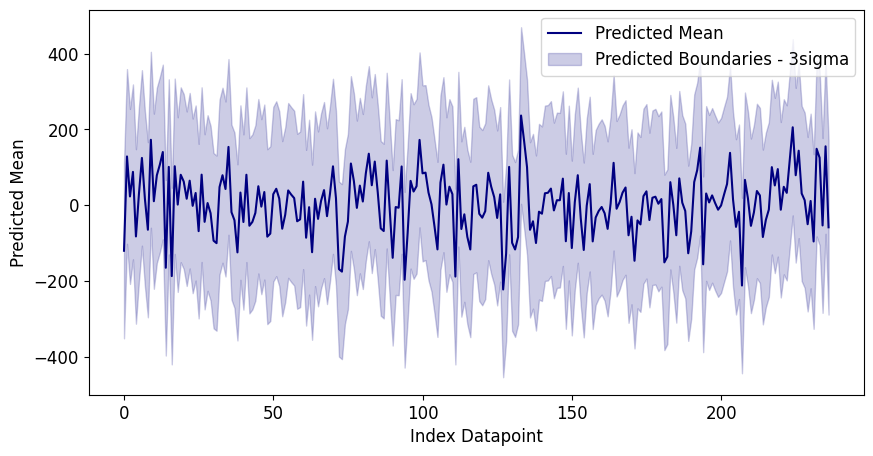 Predicted Mean
Predicted Boundaries - 3sigma
Predicted Mean
400
200
0
−200
−400
0
50
100
150
200
Index Datapoint